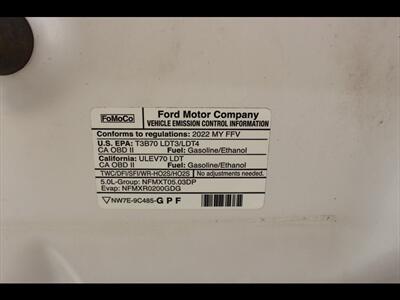 FoMoCo
Ford Motor Company
VEHICLE EMISSION CONTROL INFORMATION
Conforms to regulations: 2022 MY FFV
U.S. EPA: T3B70 LDT3/LDT4
CA OBD II Fuel: Gasoline/Ethanol
California: ULEV70 LDT
CA OBD II Fuel: Gasoline/Ethanol
TWC/DFI/SFI/WR-HO2S/HO2S No adjustments needed.
5.0L-Group: NFMXT05.03DP
Evap: NFMXR0200GDG
NW7E-9C485-GPF